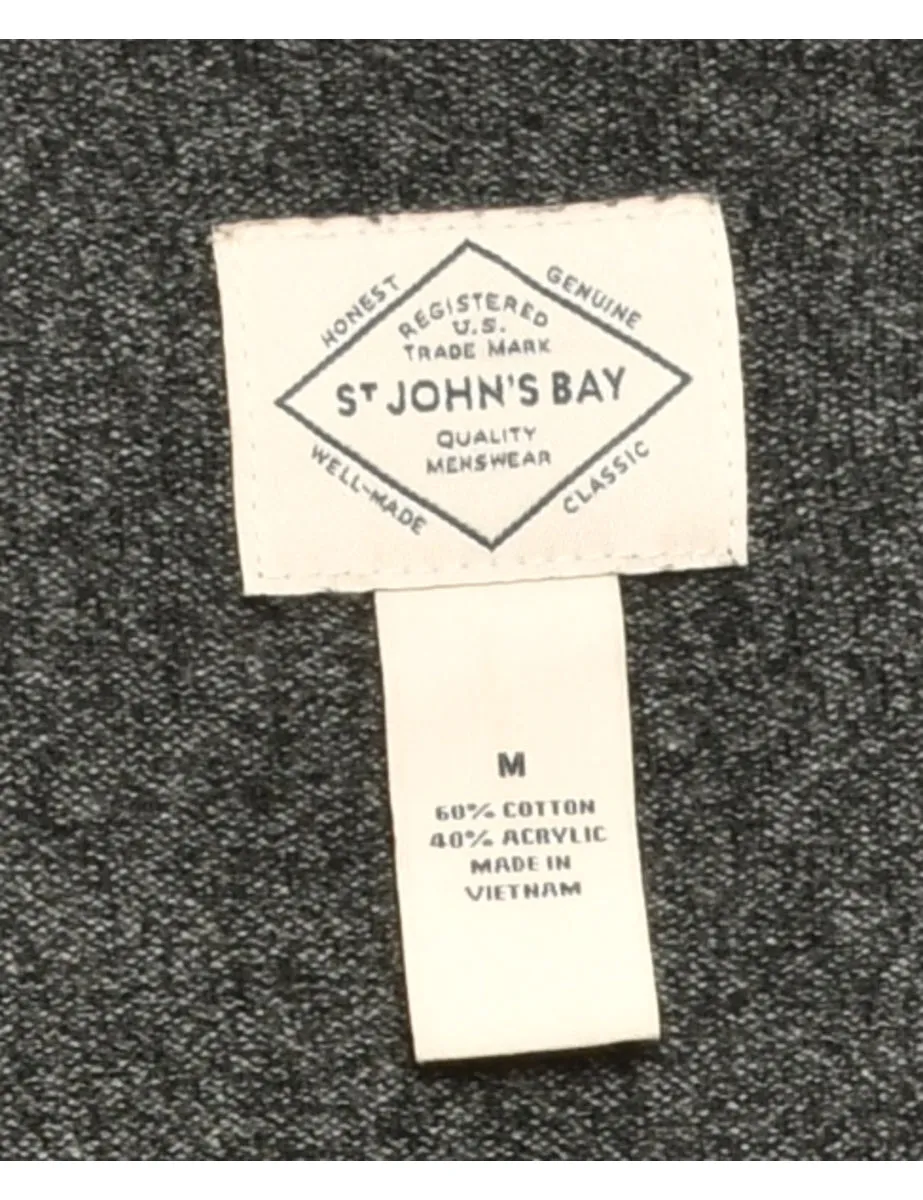 HONEST
GENUINE
REGISTERED
U.S.
TRADE MARK
ST JOHN'S BAY
QUALITY
MENSWEAR
WELL-MADE
CLASSIC
M
60% COTTON
40% ACRYLIC
MADE IN
VIETNAM